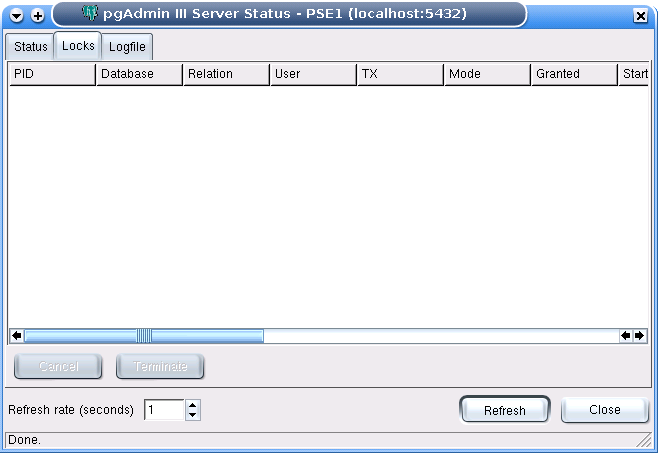 pgAdmin III Server Status - PSE1 (localhost:5432)
Status Locks Logfile
PID Database Relation User TX Mode Granted Start
Cancel Terminate
Refresh rate (seconds) 1 Refresh Close
Done.